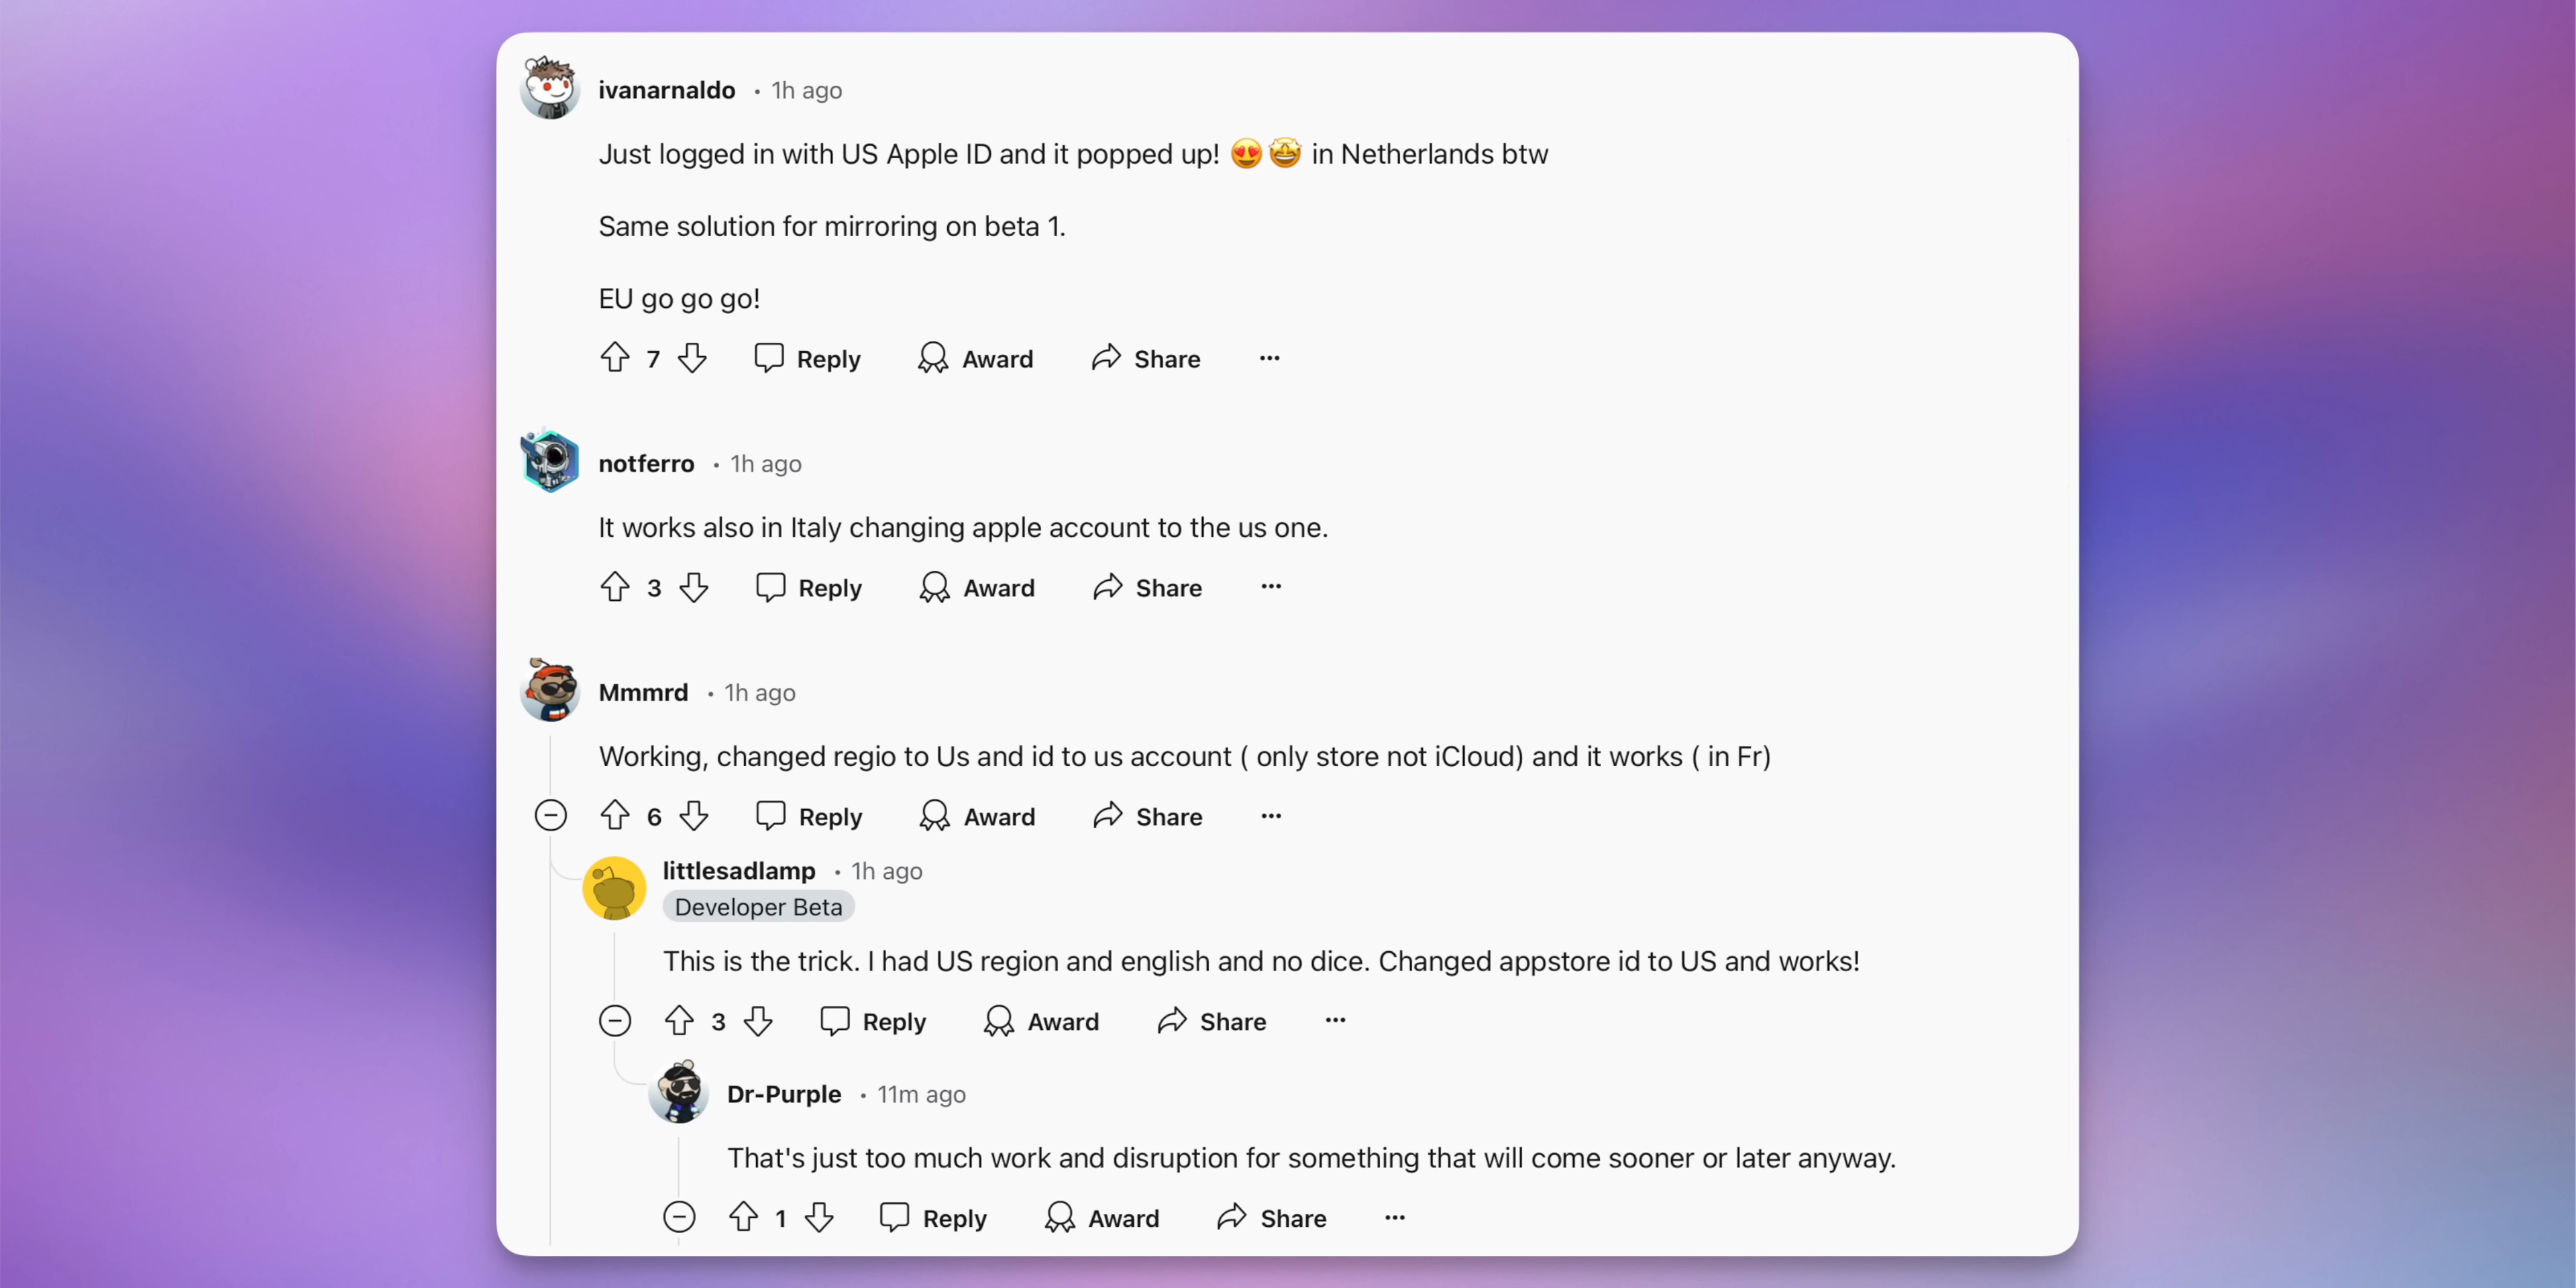 ivanarnaldo • 1h ago
Just logged in with US Apple ID and it popped up! 😍🤩 in Netherlands btw
Same solution for mirroring on beta 1.
EU go go go!
7 Reply Award Share ...
notferro • 1h ago
It works also in Italy changing apple account to the us one.
3 Reply Award Share ...
Mmmrd • 1h ago
Working, changed regio to Us and id to us account ( only store not iCloud) and it works ( in Fr)
6 Reply Award Share ...
littlesadlamp • 1h ago
Developer Beta
This is the trick. I had US region and english and no dice. Changed appstore id to US and works!
3 Reply Award Share ...
Dr-Purple • 11m ago
That's just too much work and disruption for something that will come sooner or later anyway.
1 Reply Award Share ...